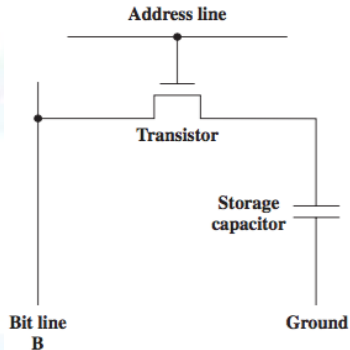 Address line
Transistor
Storage
capacitor
Bit line
B
Ground